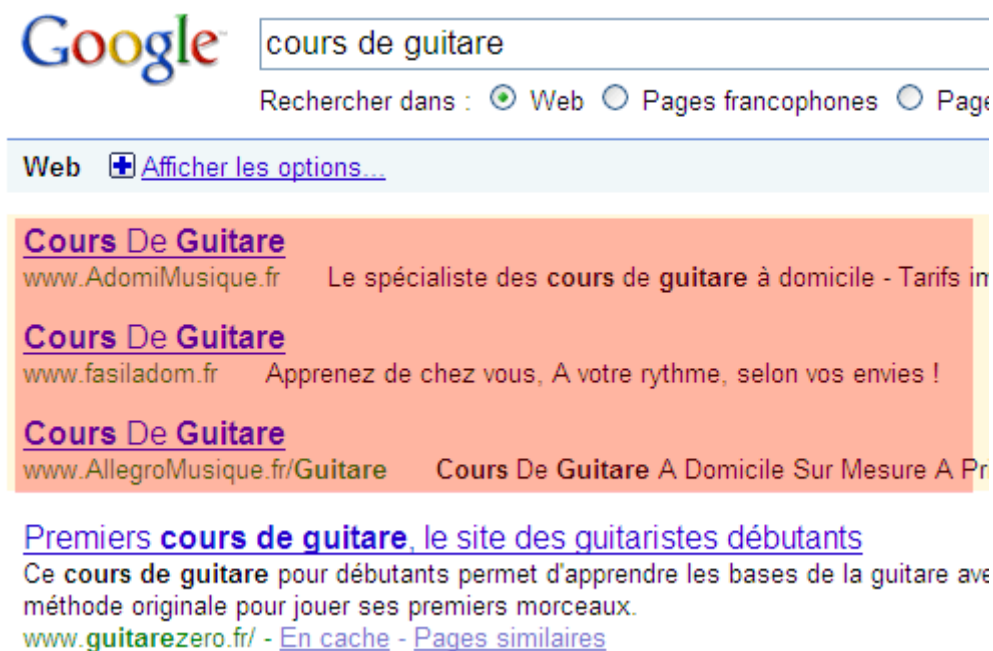 Google cours de guitare
Rechercher dans : Web Pages francophones Page
Web Afficher les options...
Cours De Guitare
www.AdomiMusique.fr Le spécialiste des cours de guitare à domicile - Tarifs im
Cours De Guitare
www.fasiladom.fr Apprenez de chez vous, A votre rythme, selon vos envies !
Cours De Guitare
www.AllegroMusique.fr/Guitare Cours De Guitare A Domicile Sur Mesure A Pri
Premiers cours de guitare, le site des guitaristes débutants
Ce cours de guitare pour débutants permet d'apprendre les bases de la guitare ave
méthode originale pour jouer ses premiers morceaux.
www.guitarezero.fr/ - En cache - Pages similaires